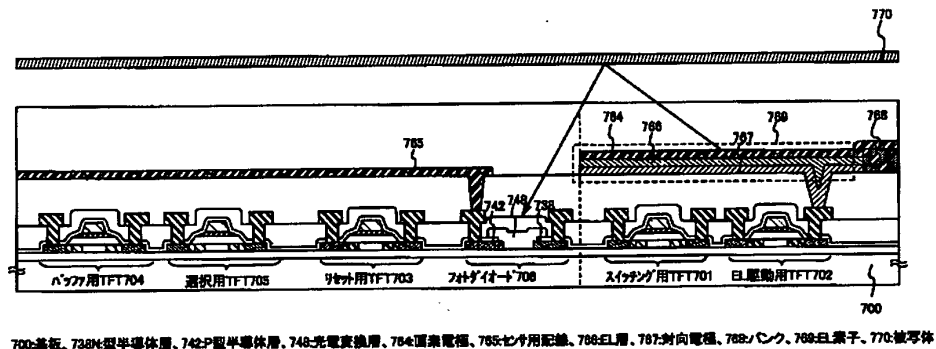 770
769
768
764
766
767
765
748
742
738
バッファ用TFT704
選択用TFT705
リセット用TFT703
フォトダイオード706
スイッチング用TFT701
EL駆動用TFT702
700
700:基板、738N:型半導体層、742:P型半導体層、748:光電変換層、764:画素電極、765:センサ用配線、766:EL層、767:対向電極、768:バンク、769:EL素子、770:被写体